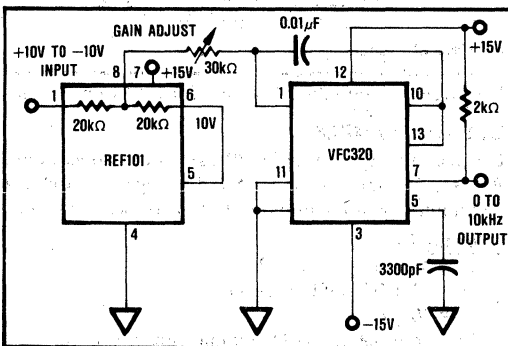 GAIN ADJUST
0.01μF
+10V TO −10V
INPUT
8
7
+15V
30kΩ
12
+15V
1
6
20kΩ
20kΩ
10V
REF101
5
4
1
10
13
2kΩ
VFC320
11
7
5
3
0 TO
10kHz
OUTPUT
3300pF
−15V